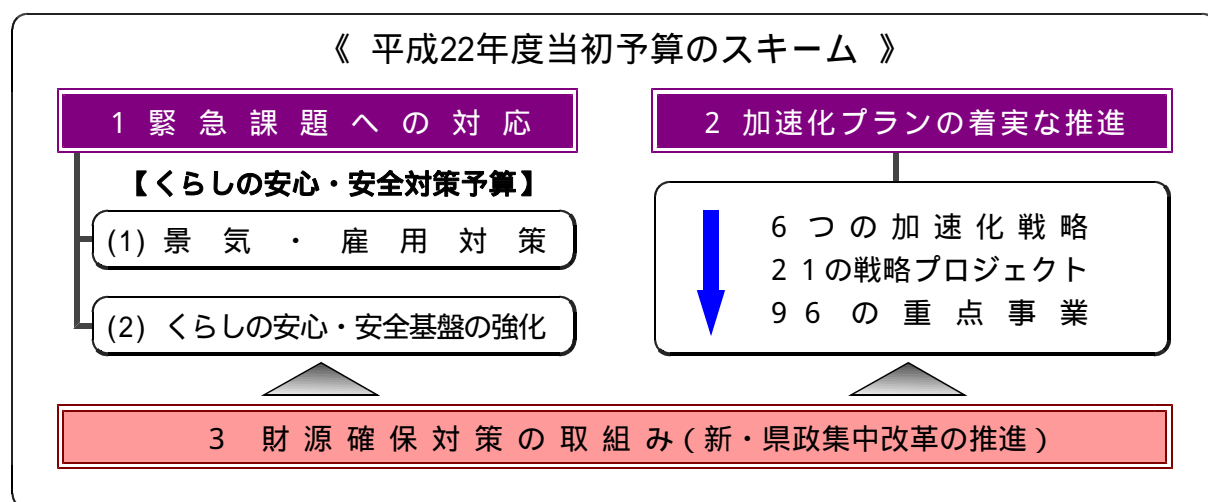 《 平成22年度当初予算のスキーム 》
1 緊急課題への対応
【くらしの安心・安全対策予算】
(1) 景気・雇用対策
(2) くらしの安心・安全基盤の強化
2 加速化プランの着実な推進
6つの加速化戦略
21の戦略プロジェクト
96の重点事業
3 財源確保対策の取組み(新・県政集中改革の推進)